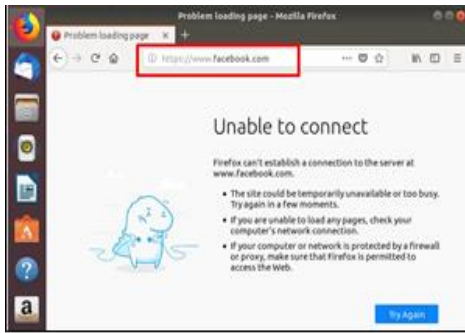 Problem loading page - Mozilla Firefox
Problem loading page
https://www.facebook.com
Unable to connect
Firefox can't establish a connection to the server at
www.facebook.com.
The site could be temporarily unavailable or too busy.
Try again in a few moments.
If you are unable to load any pages, check your
computer's network connection.
If your computer or network is protected by a firewall
or proxy, make sure that Firefox is permitted to
access the Web.
Try Again
a